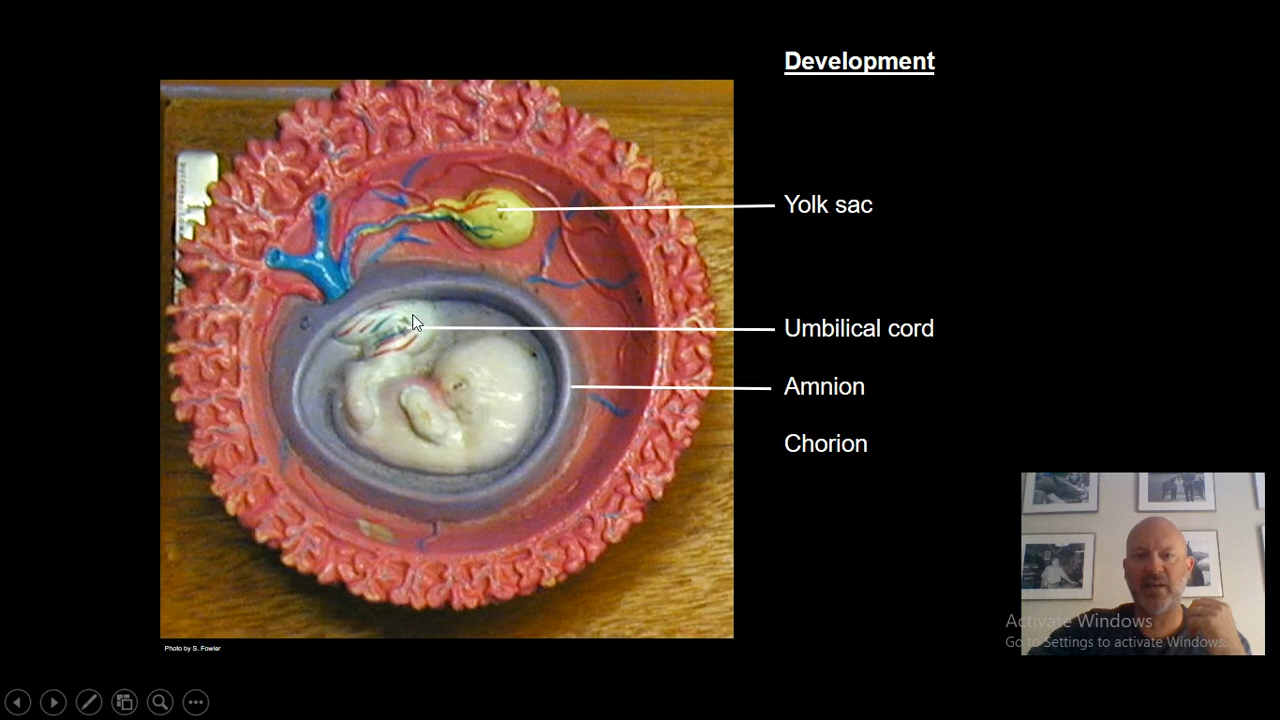 Development
Yolk sac
Umbilical cord
Amnion
Chorion
Activate Windows
Go to Settings to activate Windows.
Photo by S. Fowler